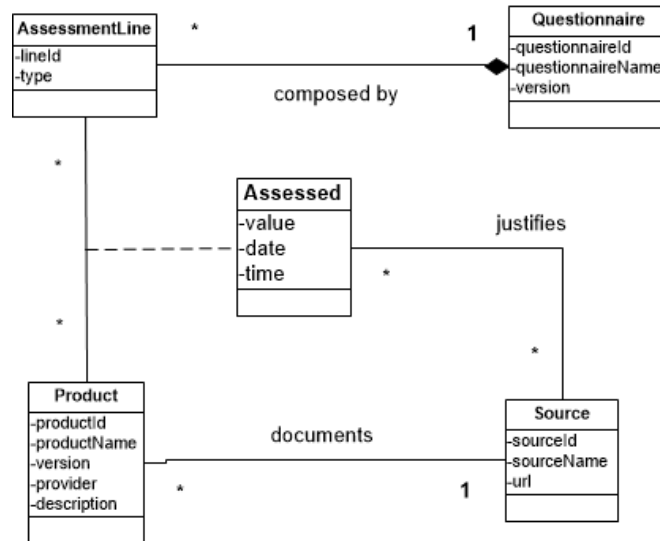 AssessmentLine
-lineId
-type
*
1
composed by
Questionnaire
-questionnaireId
-questionnaireName
-version
*
Assessed
-value
-date
-time
justifies
*
*
*
Product
-productId
-productName
-version
-provider
-description
documents
*
1
Source
-sourceId
-sourceName
-url